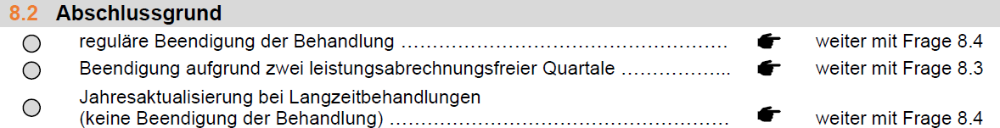 8.2 Abschlussgrund
reguläre Beendigung der Behandlung ……………………………………………. weiter mit Frage 8.4
Beendigung aufgrund zwei leistungsabrechnungsfreier Quartale ……………... weiter mit Frage 8.3
Jahresaktualisierung bei Langzeitbehandlungen
(keine Beendigung der Behandlung) ……………………………………………… weiter mit Frage 8.4